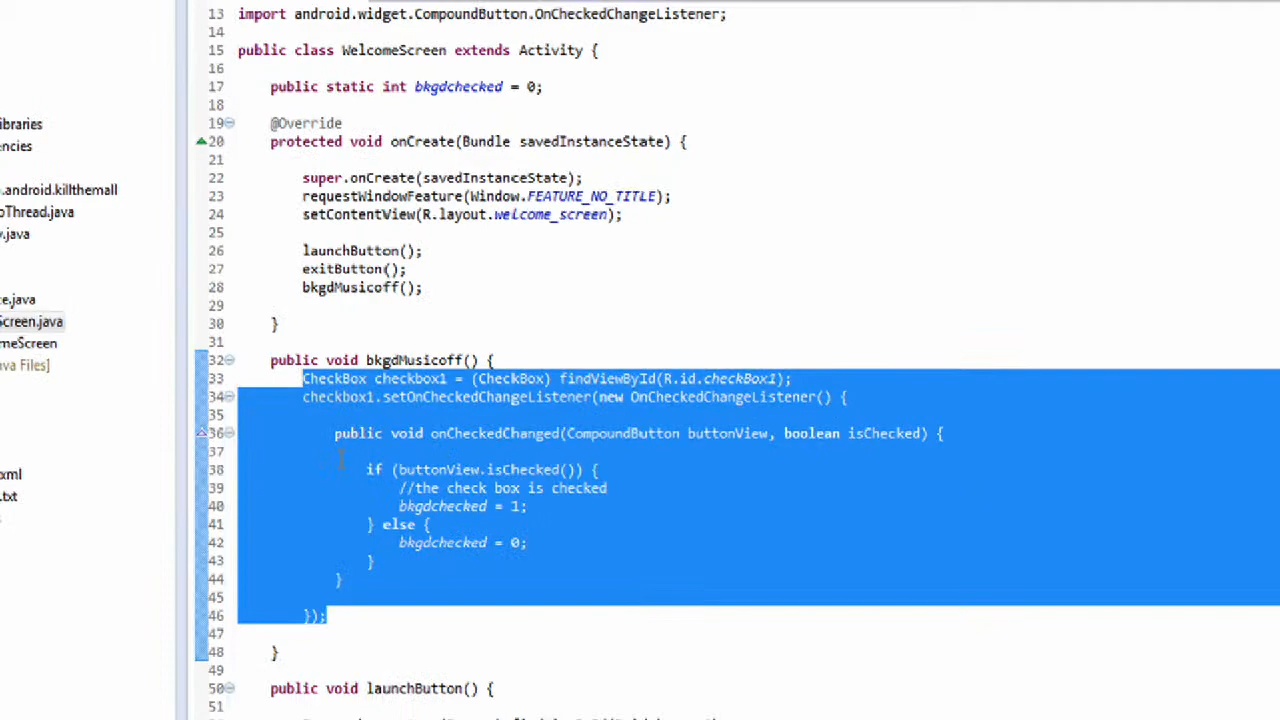 13 import android.widget.CompoundButton.OnCheckedChangeListener;
14
15 public class WelcomeScreen extends Activity {
16
17 public static int bkgdchecked = 0;
18
19 @Override
20 protected void onCreate(Bundle savedInstanceState) {
21
22 super.onCreate(savedInstanceState);
23 requestWindowFeature(Window.FEATURE_NO_TITLE);
24 setContentView(R.layout.welcome_screen);
25
26 launchButton();
27 exitButton();
28 bkgdMusicoff();
29
30 }
31
32 public void bkgdMusicoff() {
33 CheckBox checkbox1 = (CheckBox) findViewById(R.id.checkBox1);
34 checkbox1.setOnCheckedChangeListener(new OnCheckedChangeListener() {
35
36 public void onCheckedChanged(CompoundButton buttonView, boolean isChecked) {
37
38 if (buttonView.isChecked()) {
39 //the check box is checked
40 bkgdchecked = 1;
41 } else {
42 bkgdchecked = 0;
43 }
44 }
45
46 });
47
48 }
49
50 public void launchButton() {
51
ibraries
encies
.android.killthemall
oThread.java
y.java
ce.java
Screen.java
meScreen
ava Files]
xml
.txt